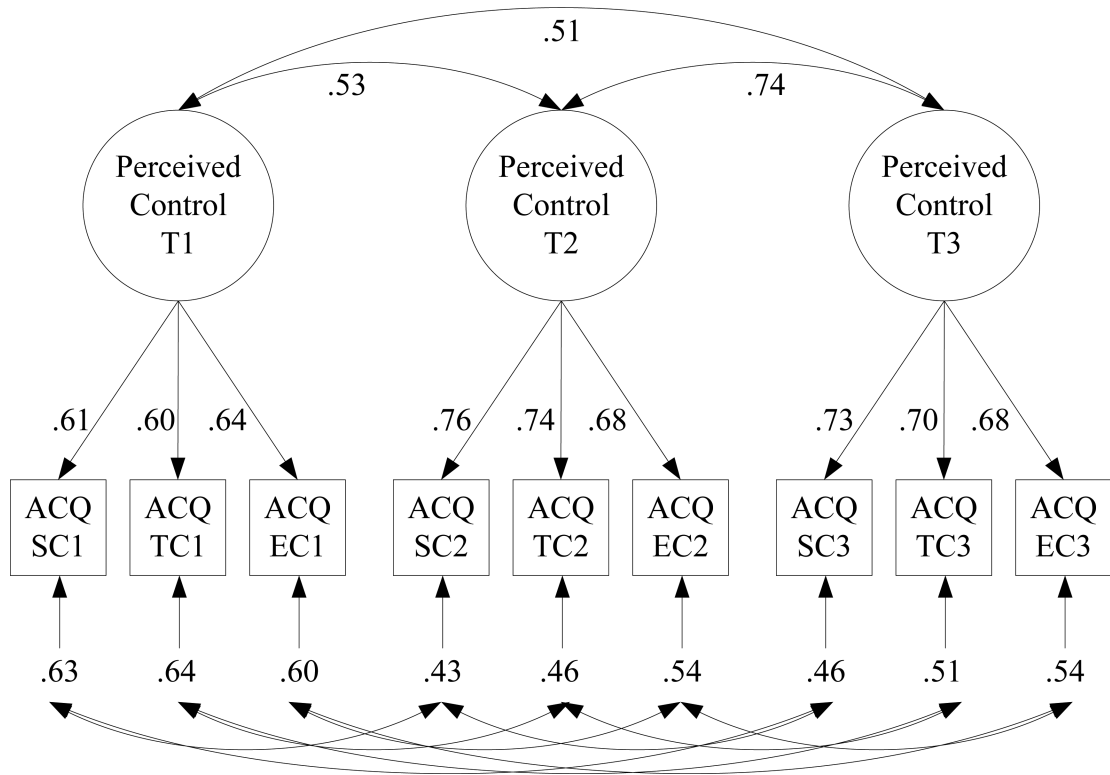 .51
.53
.74
Perceived
Control
T1
Perceived
Control
T2
Perceived
Control
T3
.61
.60
.64
.76
.74
.68
.73
.70
.68
ACQ
SC1
ACQ
TC1
ACQ
EC1
ACQ
SC2
ACQ
TC2
ACQ
EC2
ACQ
SC3
ACQ
TC3
ACQ
EC3
.63
.64
.60
.43
.46
.54
.46
.51
.54